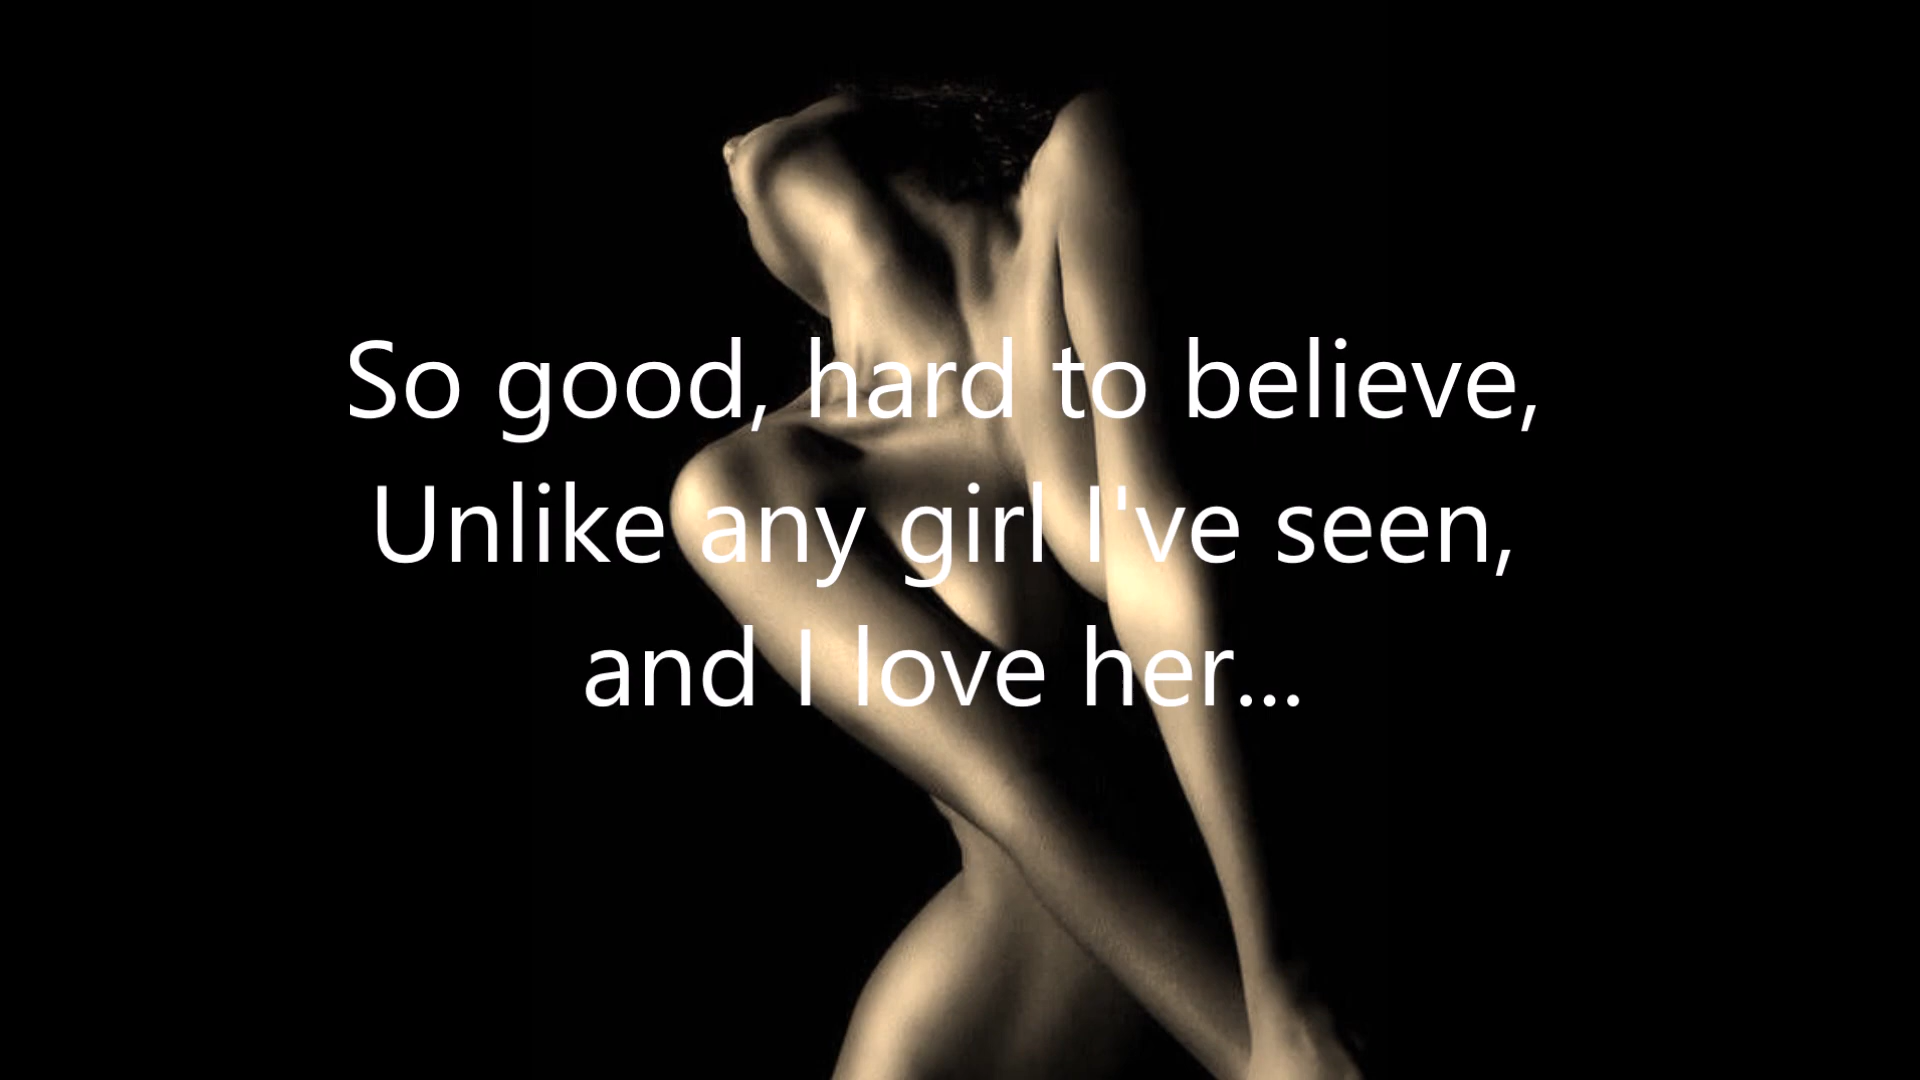 So good, hard to believe,
Unlike any girl I've seen,
and I love her...